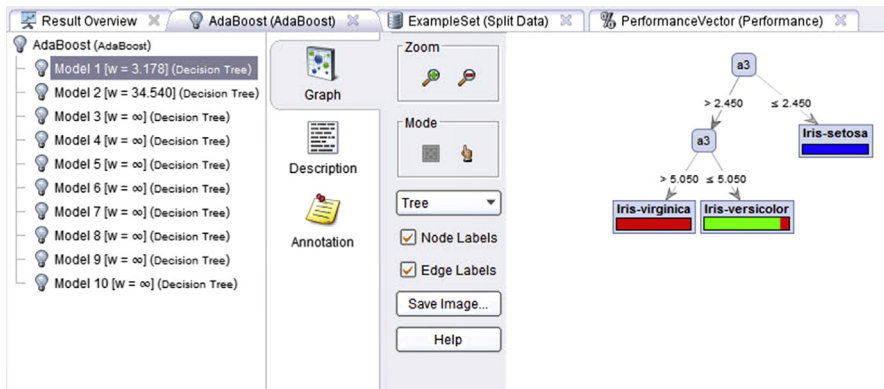 Result Overview
AdaBoost (AdaBoost)
ExampleSet (Split Data)
PerformanceVector (Performance)
AdaBoost (AdaBoost)
Model 1 [w = 3.178] (Decision Tree)
Model 2 [w = 34.540] (Decision Tree)
Model 3 [w = ∞] (Decision Tree)
Model 4 [w = ∞] (Decision Tree)
Model 5 [w = ∞] (Decision Tree)
Model 6 [w = ∞] (Decision Tree)
Model 7 [w = ∞] (Decision Tree)
Model 8 [w = ∞] (Decision Tree)
Model 9 [w = ∞] (Decision Tree)
Model 10 [w = ∞] (Decision Tree)
Graph
Description
Annotation
Zoom
Mode
Tree
Node Labels
Edge Labels
Save Image...
Help
a3
> 2.450 ≤ 2.450
a3
Iris-setosa
> 5.050 ≤ 5.050
Iris-virginica
Iris-versicolor